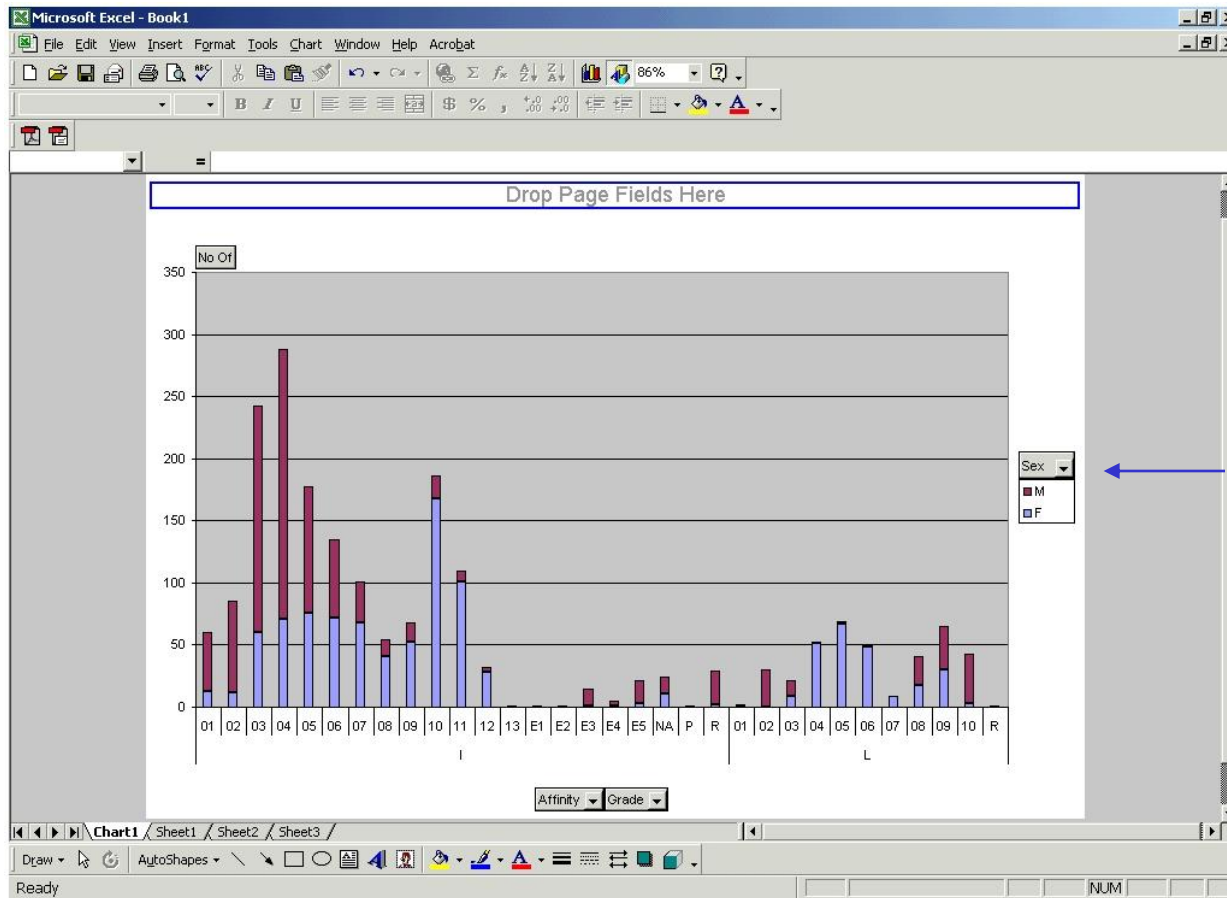 Microsoft Excel - Book1
File Edit View Insert Format Tools Chart Window Help Acrobat
ABC 86%
B I U $ % ,
=
Drop Page Fields Here
No Of
350
300
250
200
150
100
50
0
Sex
M
F
01 02 03 04 05 06 07 08 09 10 11 12 13 E1 E2 E3 E4 E5 NA P R 01 02 03 04 05 06 07 08 09 10 R
I L
Affinity Grade
Chart1 Sheet1 Sheet2 Sheet3
Draw AutoShapes
Ready NUM